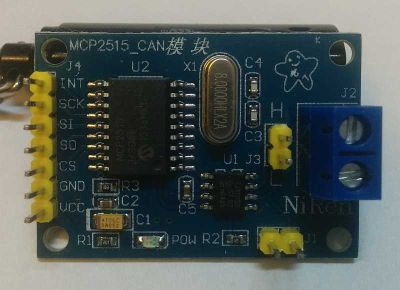 MCP2515_CAN模块
J4
U2
X1
C4
K
INT
SCK
SI
SO
CS
GND
VCC
8.000MHZ
H
J2
C3
J3
L
U1
R3
C2
C1
C5
NiRen
R1
POW
R2
J1